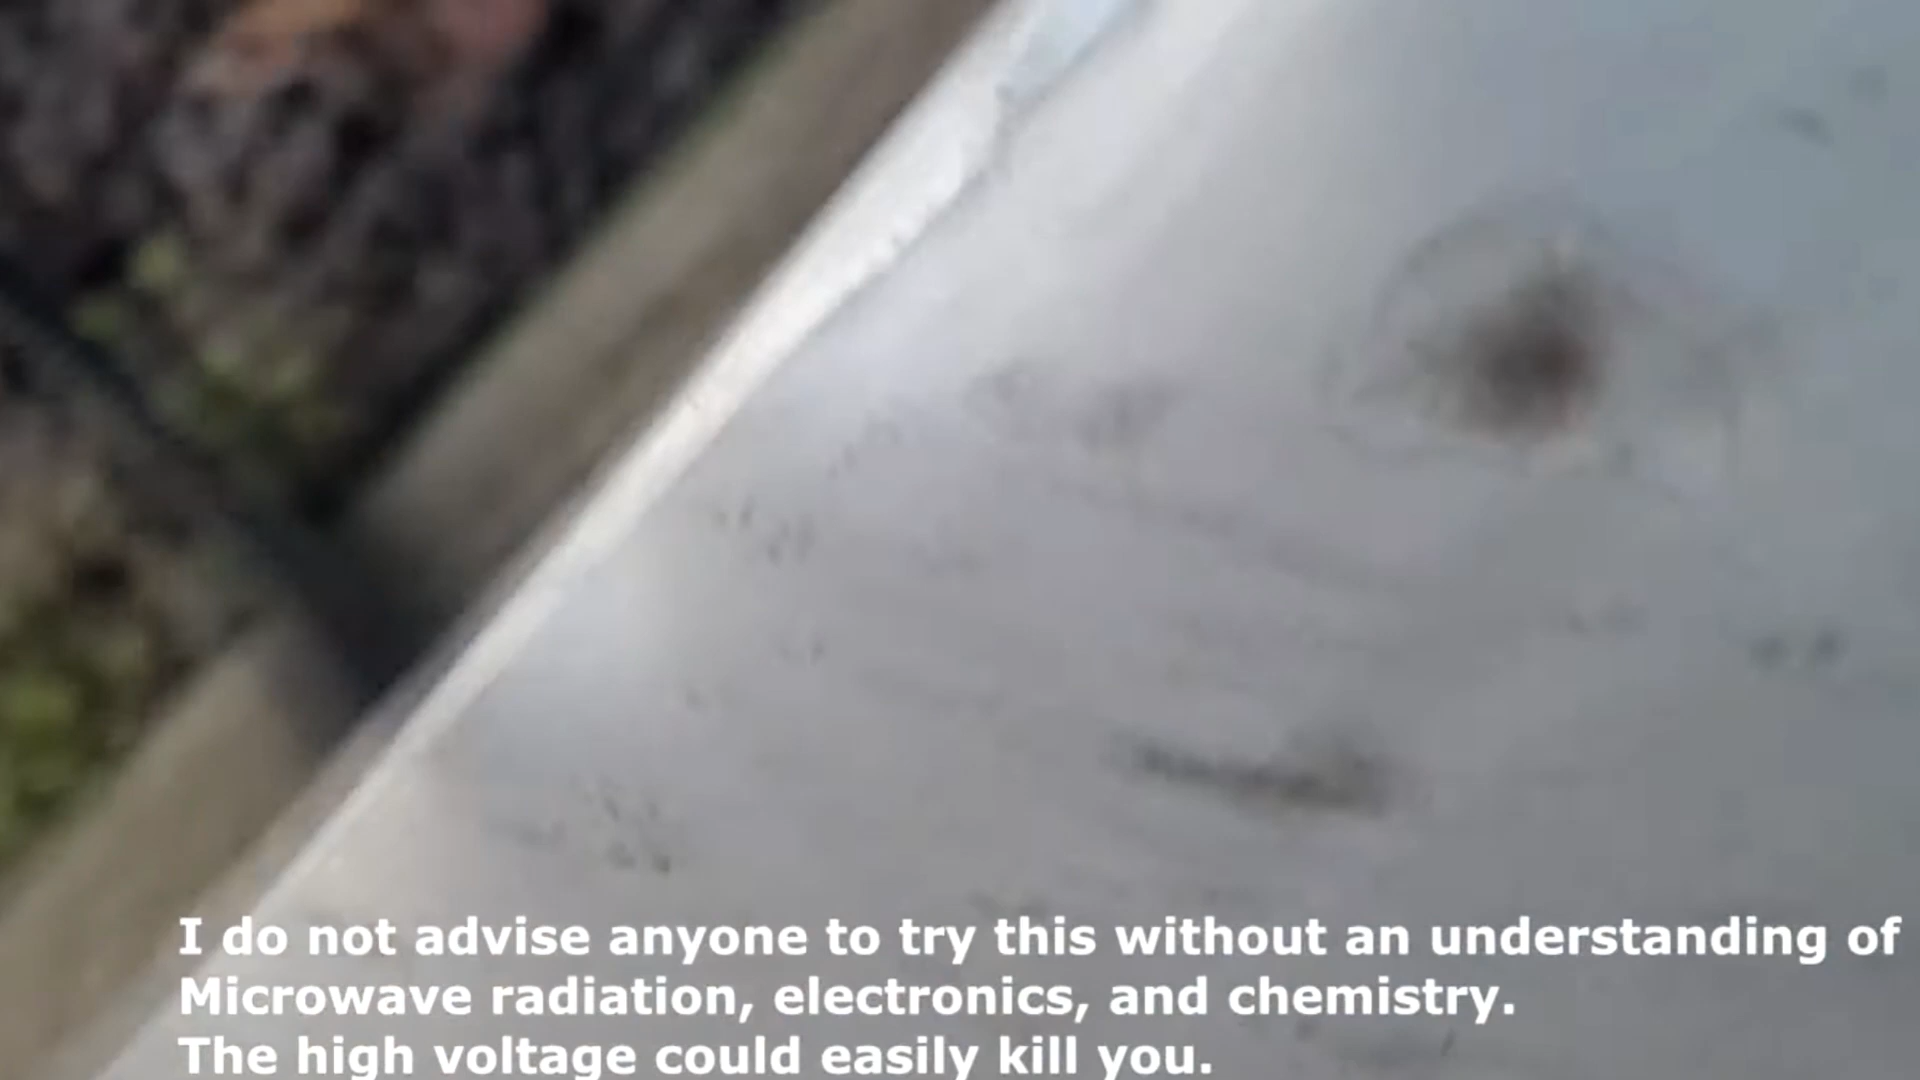 I do not advise anyone to try this without an understanding of
Microwave radiation, electronics, and chemistry.
The high voltage could easily kill you.